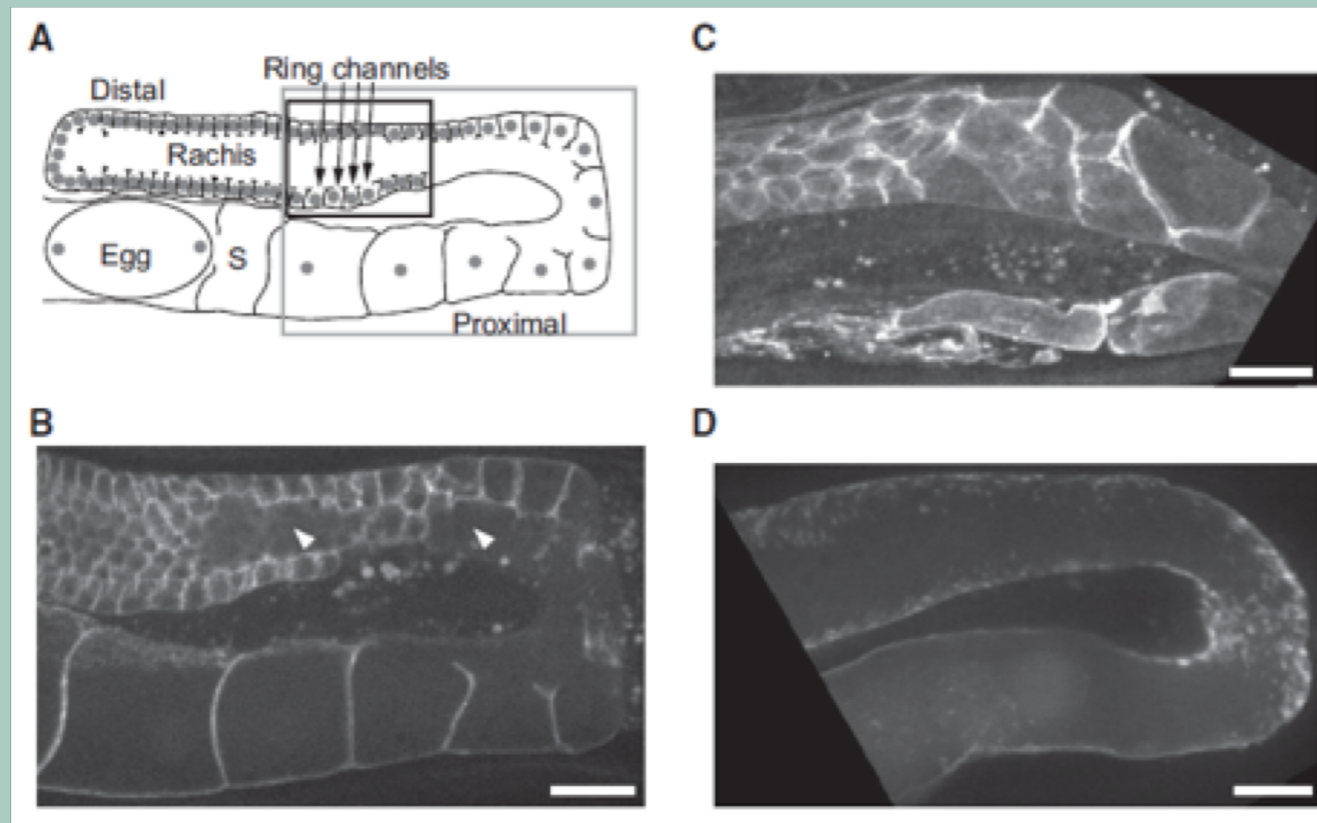 A
Ring channels
Distal
Rachis
Egg
S
Proximal
B
C
D